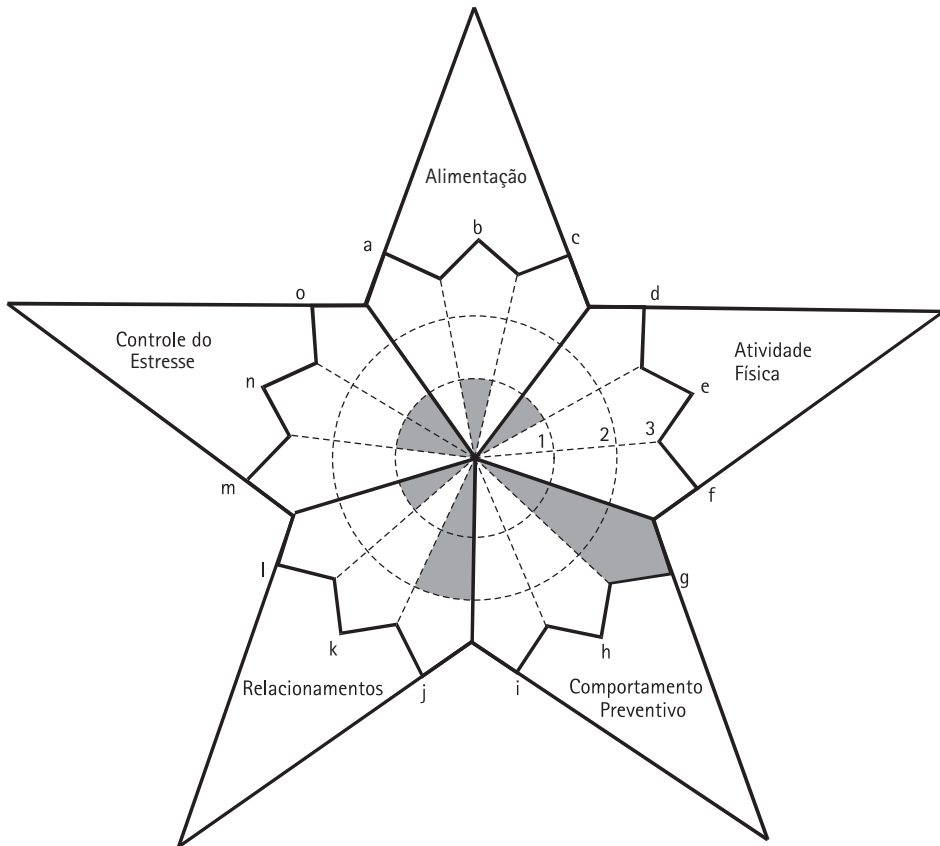 Alimentação
b
a
c
o
d
Controle do
Estresse
Atividade
Física
n
e
1
2
3
m
f
l
g
k
h
Relacionamentos
j
i
Comportamento
Preventivo